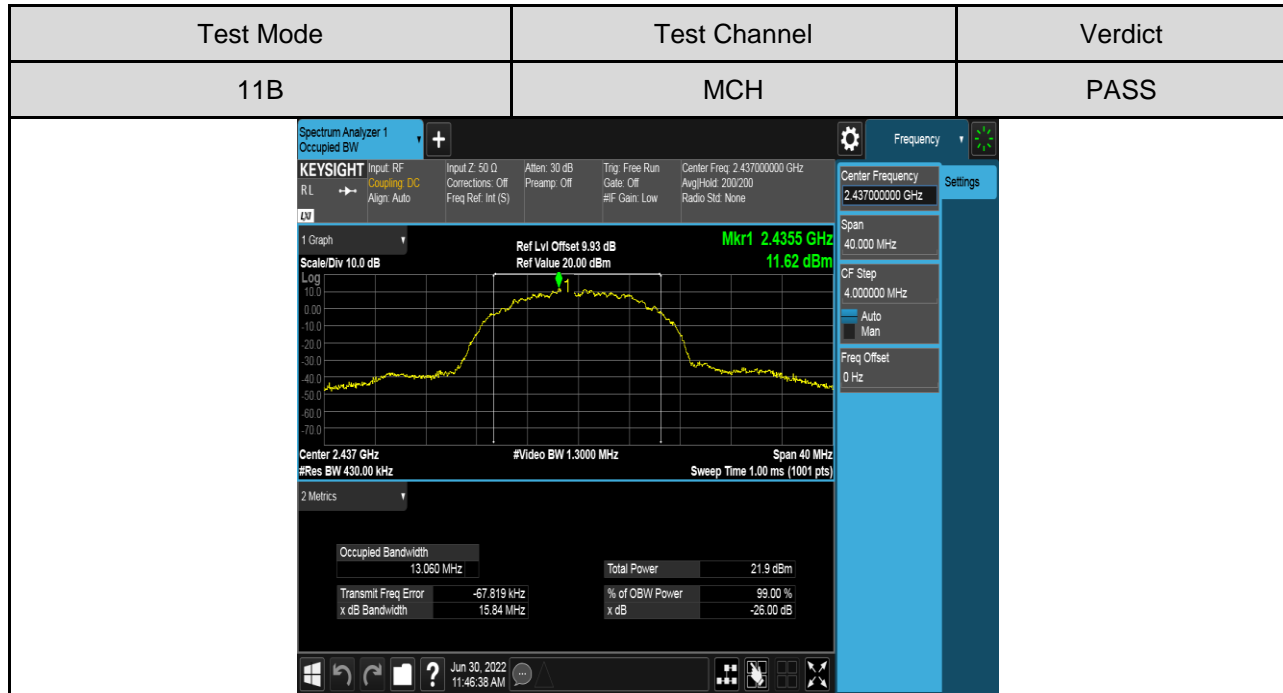 Test Mode Test Channel Verdict
11B MCH PASS
Spectrum Analyzer 1
Occupied BW
+
Frequency
KEYSIGHT Input: RF Input Z: 50 Ω Atten: 30 dB Trig: Free Run Center Freq: 2.437000000 GHz
RL Coupling: DC Corrections: Off Preamp: Off Gate: Off Avg|Hold: 200/200
Align: Auto Freq Ref: Int (S) #IF Gain: Low Radio Std: None
LXI
Center Frequency
2.437000000 GHz
Settings
Span
40.000 MHz
CF Step
4.000000 MHz
Auto
Man
Freq Offset
0 Hz
1 Graph Ref Lvl Offset 9.93 dB Mkr1 2.4355 GHz
Scale/Div 10.0 dB Ref Value 20.00 dBm 11.62 dBm
Log
10.0
0.00
-10.0
-20.0
-30.0
-40.0
-50.0
-60.0
-70.0
1
Center 2.437 GHz #Video BW 1.3000 MHz Span 40 MHz
#Res BW 430.00 kHz Sweep Time 1.00 ms (1001 pts)
2 Metrics
Occupied Bandwidth
13.060 MHz Total Power 21.9 dBm
Transmit Freq Error -67.819 kHz % of OBW Power 99.00 %
x dB Bandwidth 15.84 MHz x dB -26.00 dB
? Jun 30, 2022
11:46:38 AM